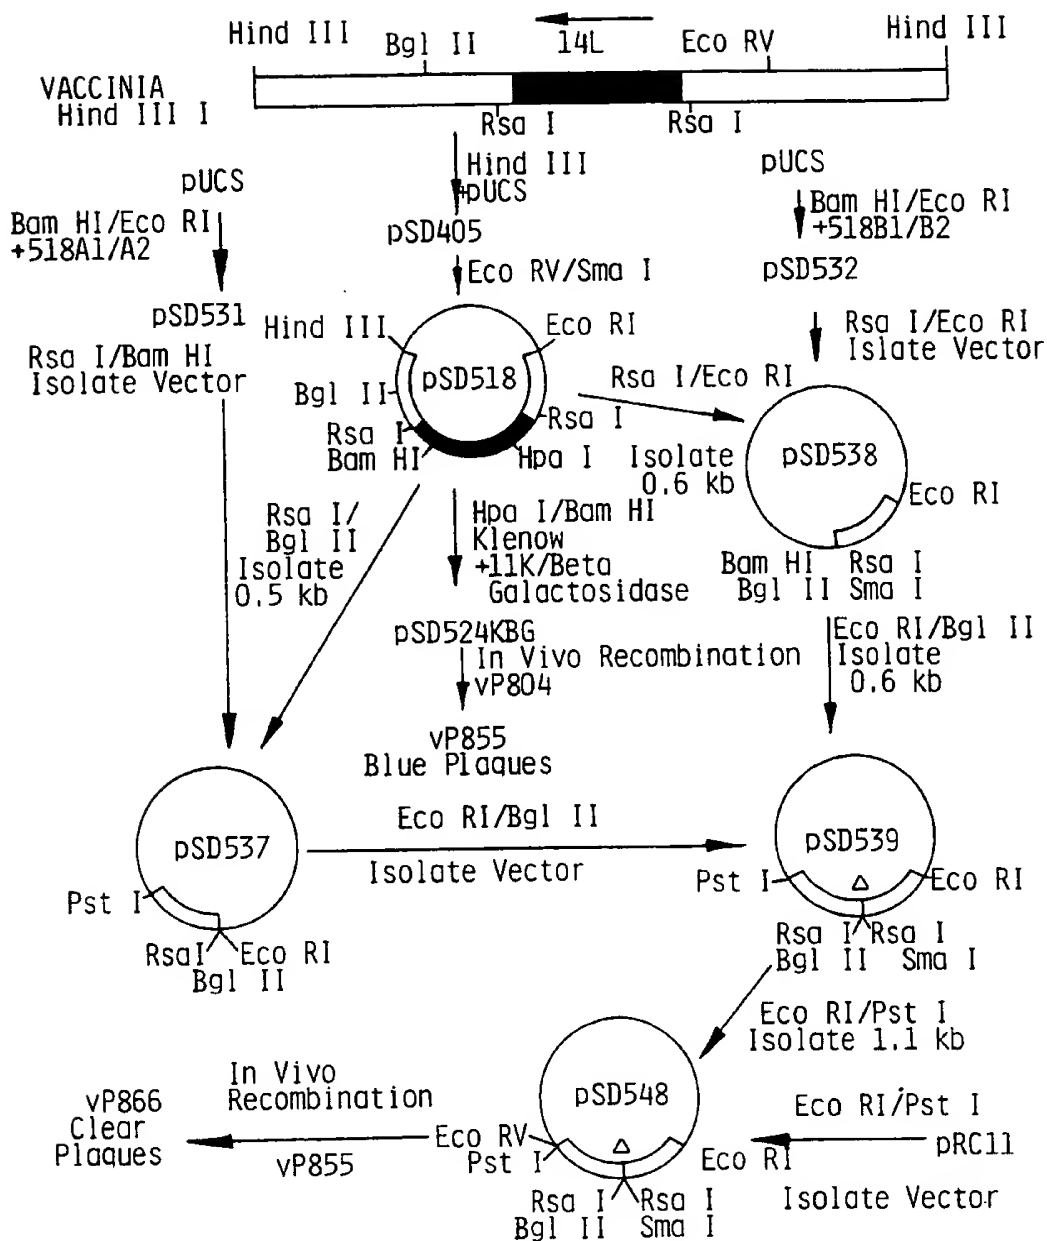 Hind III
Bgl II
14L
Eco RV
Hind III
VACCINIA
Hind III I
Rsa I
Rsa I
Hind III
+pUCS
pUCS
Bam HI/Eco RI
+518A1/A2
pSD405
Eco RV/Sma I
pUCS
Bam HI/Eco RI
+518B1/B2
pSD532
pSD531
Rsa I/Bam HI
Isolate Vector
Rsa I/Eco RI
Islate Vector
Hind III
Eco RI
pSD518
Bgl II
Rsa I
Bam HI
Rsa I
Hpa I
Rsa I/Eco RI
Isolate
0.6 kb
pSD538
Eco RI
Bam HI Rsa I
Bgl II Sma I
Rsa I/
Bgl II
Isolate
0.5 kb
Hpa I/Bam HI
Klenow
+11K/Beta
Galactosidase
pSD524KBG
In Vivo Recombination
vP804
vP855
Blue Plaques
Eco RI/Bgl II
Isolate
0.6 kb
pSD537
Pst I
RsaI
Eco RI
Bgl II
Eco RI/Bgl II
Isolate Vector
pSD539
Pst I
Δ
Eco RI
Rsa I Rsa I
Bgl II Sma I
Eco RI/Pst I
Isolate 1.1 kb
pSD548
Δ
Eco RV
Pst I
Eco RI
Rsa I Rsa I
Bgl II Sma I
In Vivo
Recombination
vP855
vP866
Clear
Plaques
Eco RI/Pst I
pRC11
Isolate Vector